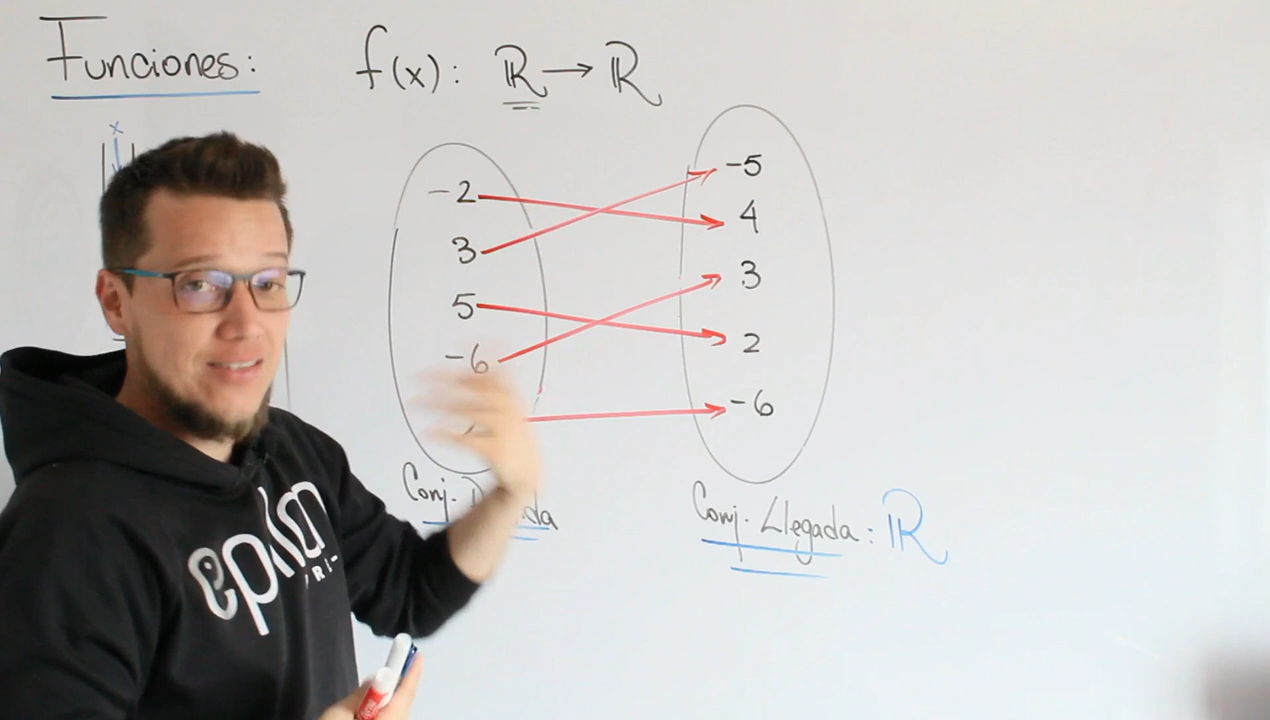 Funciones:
f(x): ℝ → ℝ
x
-2
3
5
-6
-5
4
3
2
-6
Conj.
Conj. Llegada: ℝ